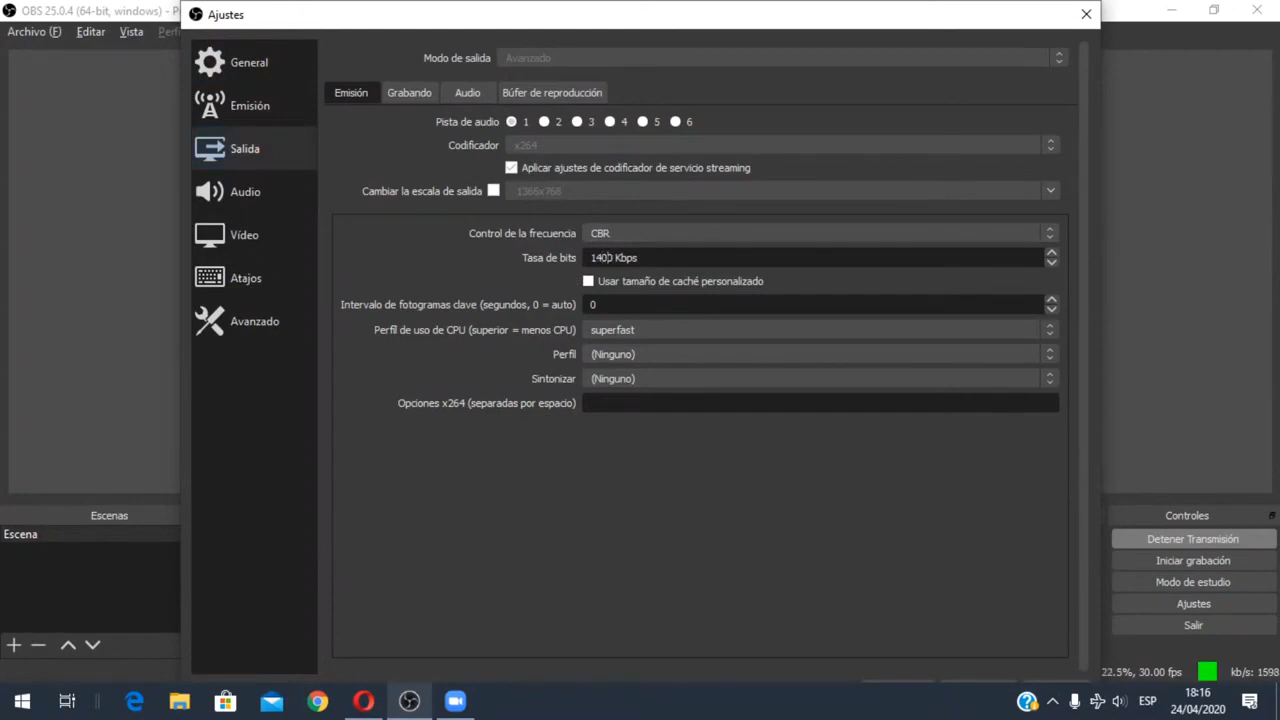 OBS 25.0.4 (64-bit, windows) - P
Archivo (F) Editar Vista Perfi
Ajustes
General
Emisión
Salida
Audio
Vídeo
Atajos
Avanzado
Modo de salida Avanzado
Emisión Grabando Audio Búfer de reproducción
Pista de audio 1 2 3 4 5 6
Codificador x264
Aplicar ajustes de codificador de servicio streaming
Cambiar la escala de salida 1366x768
Control de la frecuencia CBR
Tasa de bits 1400 Kbps
Usar tamaño de caché personalizado
Intervalo de fotogramas clave (segundos, 0 = auto) 0
Perfil de uso de CPU (superior = menos CPU) superfast
Perfil (Ninguno)
Sintonizar (Ninguno)
Opciones x264 (separadas por espacio)
Escenas
Escena
Controles
Detener Transmisión
Iniciar grabación
Modo de estudio
Ajustes
Salir
22.5%, 30.00 fps kb/s: 1598
ESP
18:16
24/04/2020